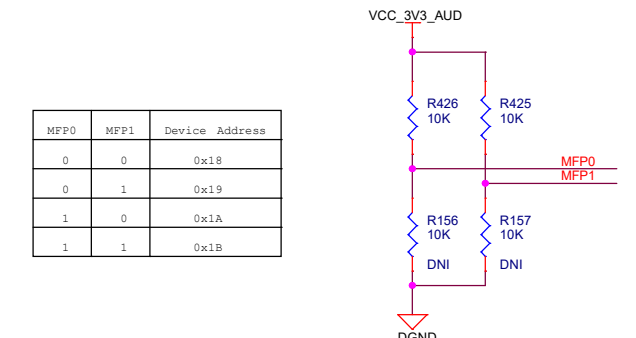 VCC_3V3_AUD
R426 R425
10K 10K
MFP0 MFP1 Device Address
0 0 0x18
0 1 0x19
1 0 0x1A
1 1 0x1B
MFP0
MFP1
R156 R157
10K 10K
DNI DNI
DGND